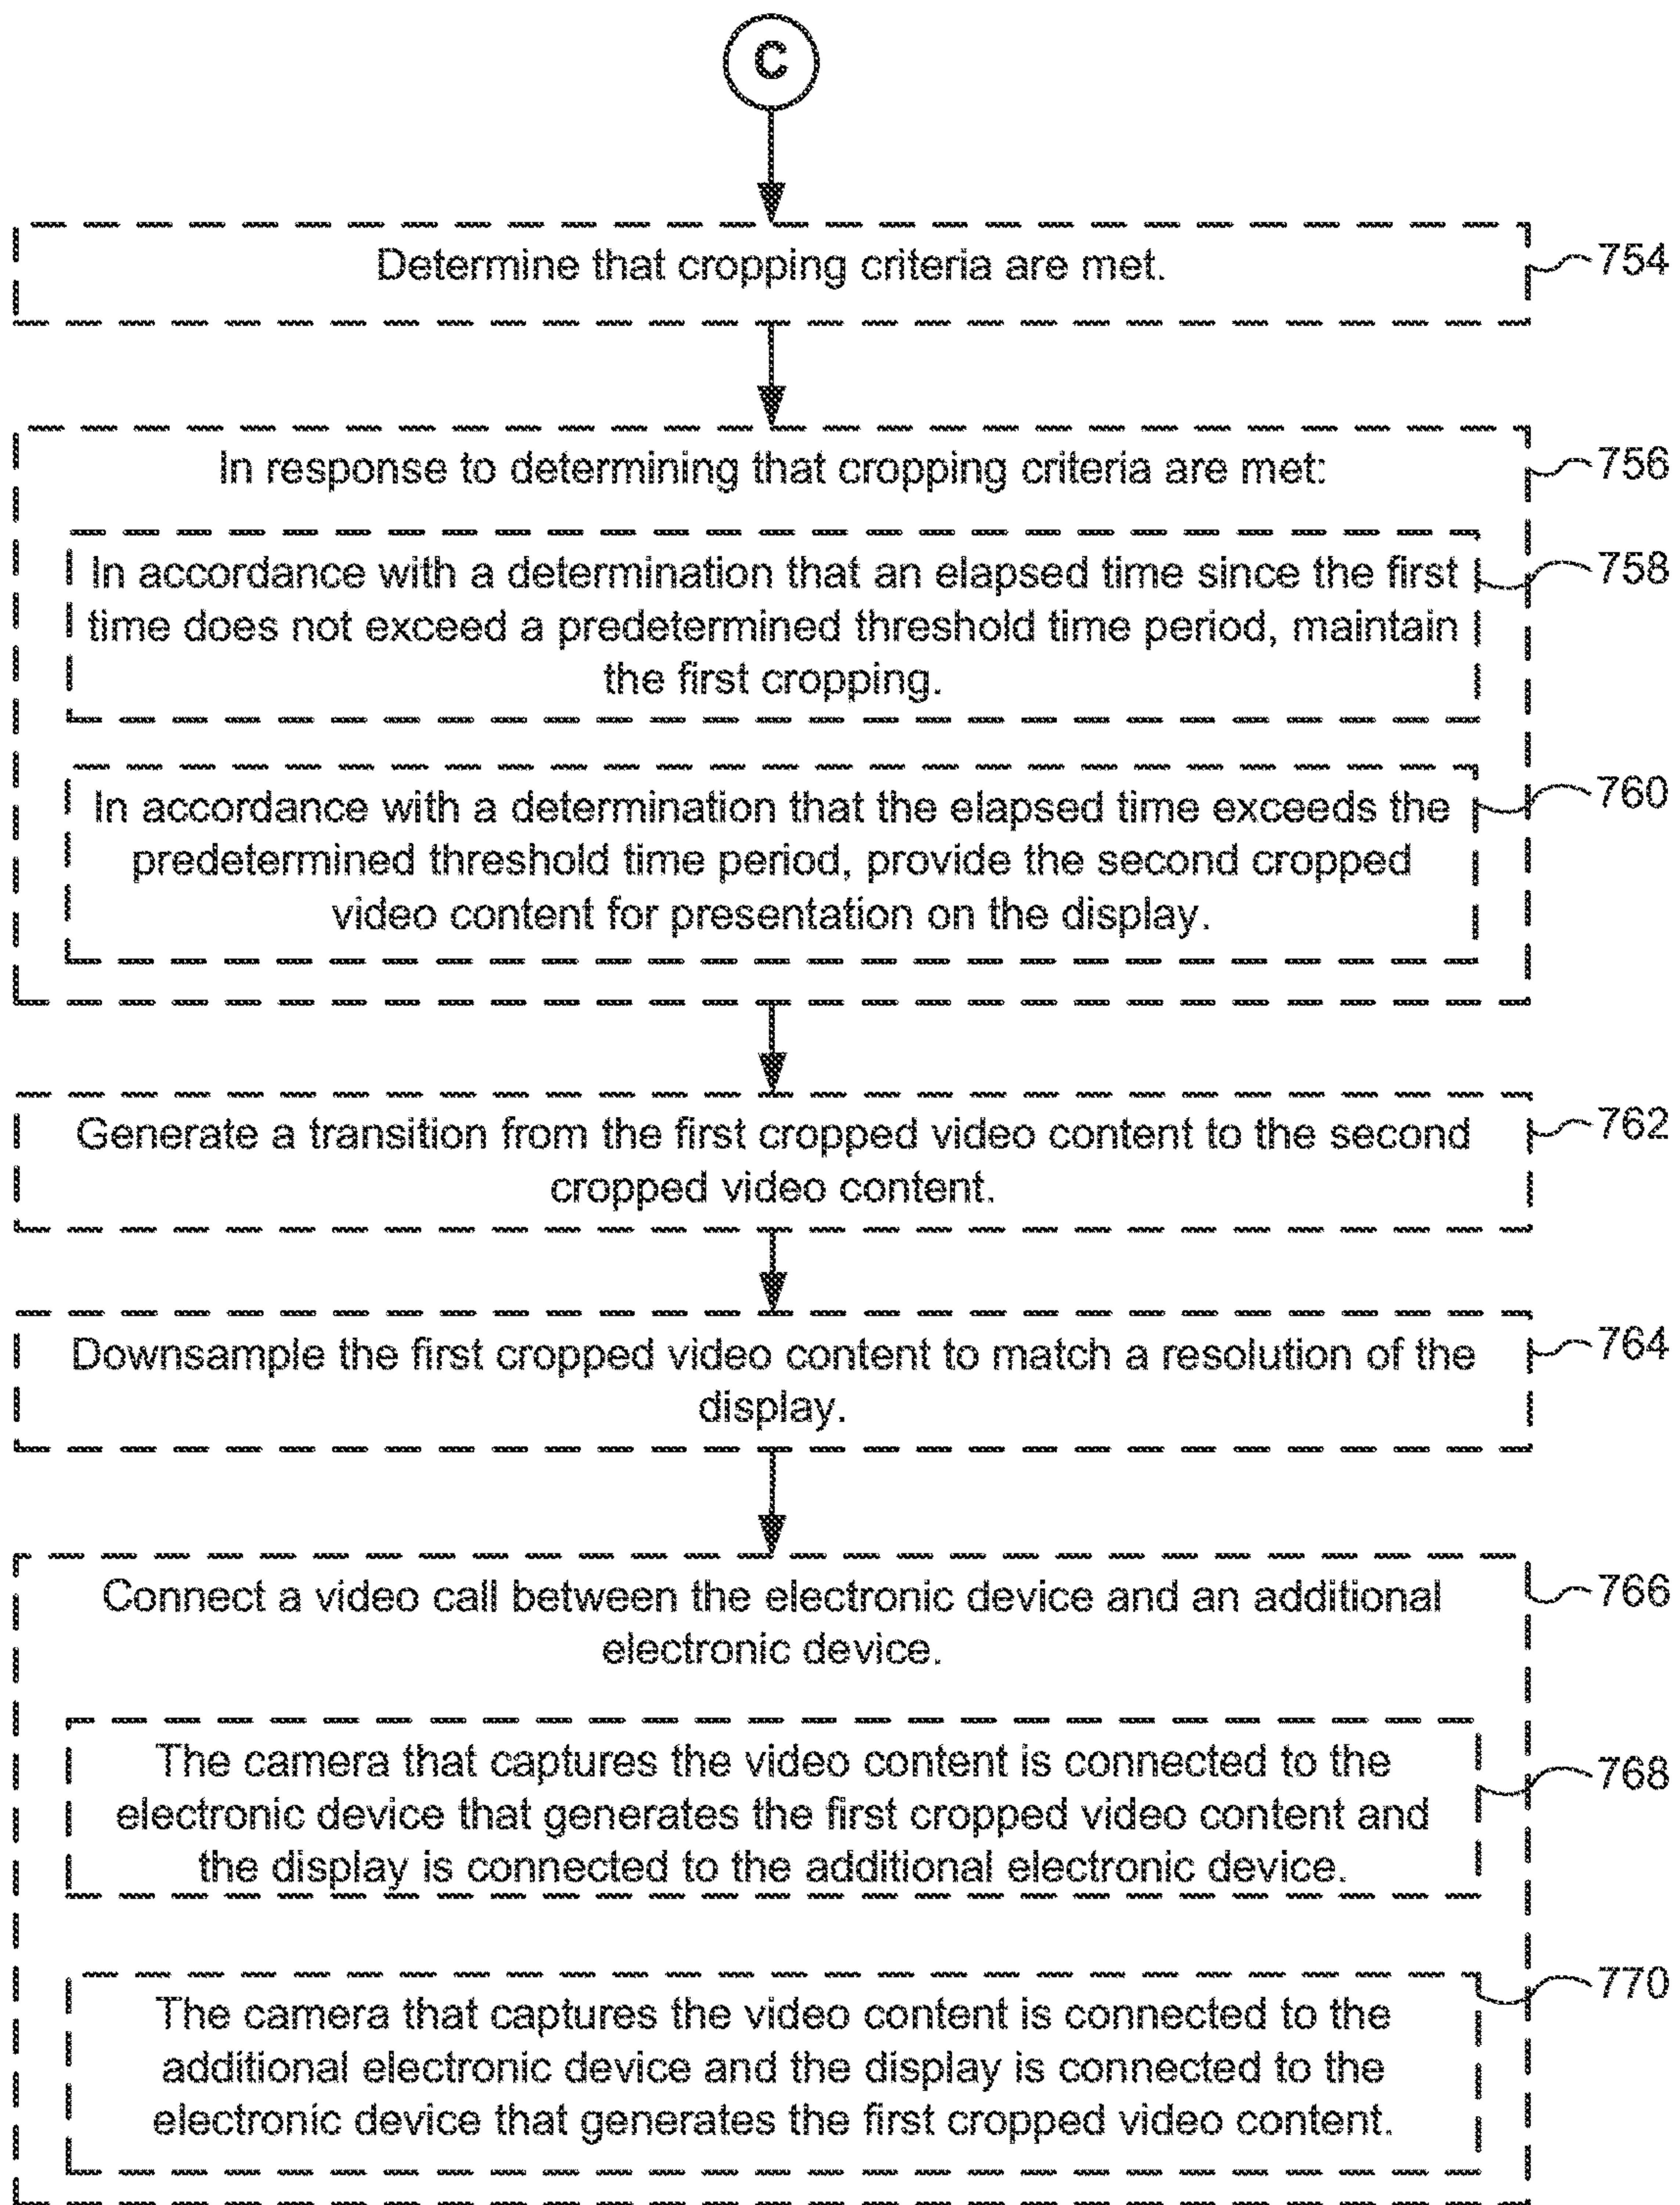 C
Determine that cropping criteria are met.
754
In response to determining that cropping criteria are met:
756
In accordance with a determination that an elapsed time since the first
time does not exceed a predetermined threshold time period, maintain
the first cropping.
758
In accordance with a determination that the elapsed time exceeds the
predetermined threshold time period, provide the second cropped
video content for presentation on the display.
760
Generate a transition from the first cropped video content to the second
cropped video content.
762
Downsample the first cropped video content to match a resolution of the
display.
764
Connect a video call between the electronic device and an additional
electronic device.
766
The camera that captures the video content is connected to the
electronic device that generates the first cropped video content and
the display is connected to the additional electronic device.
768
The camera that captures the video content is connected to the
additional electronic device and the display is connected to the
electronic device that generates the first cropped video content.
770